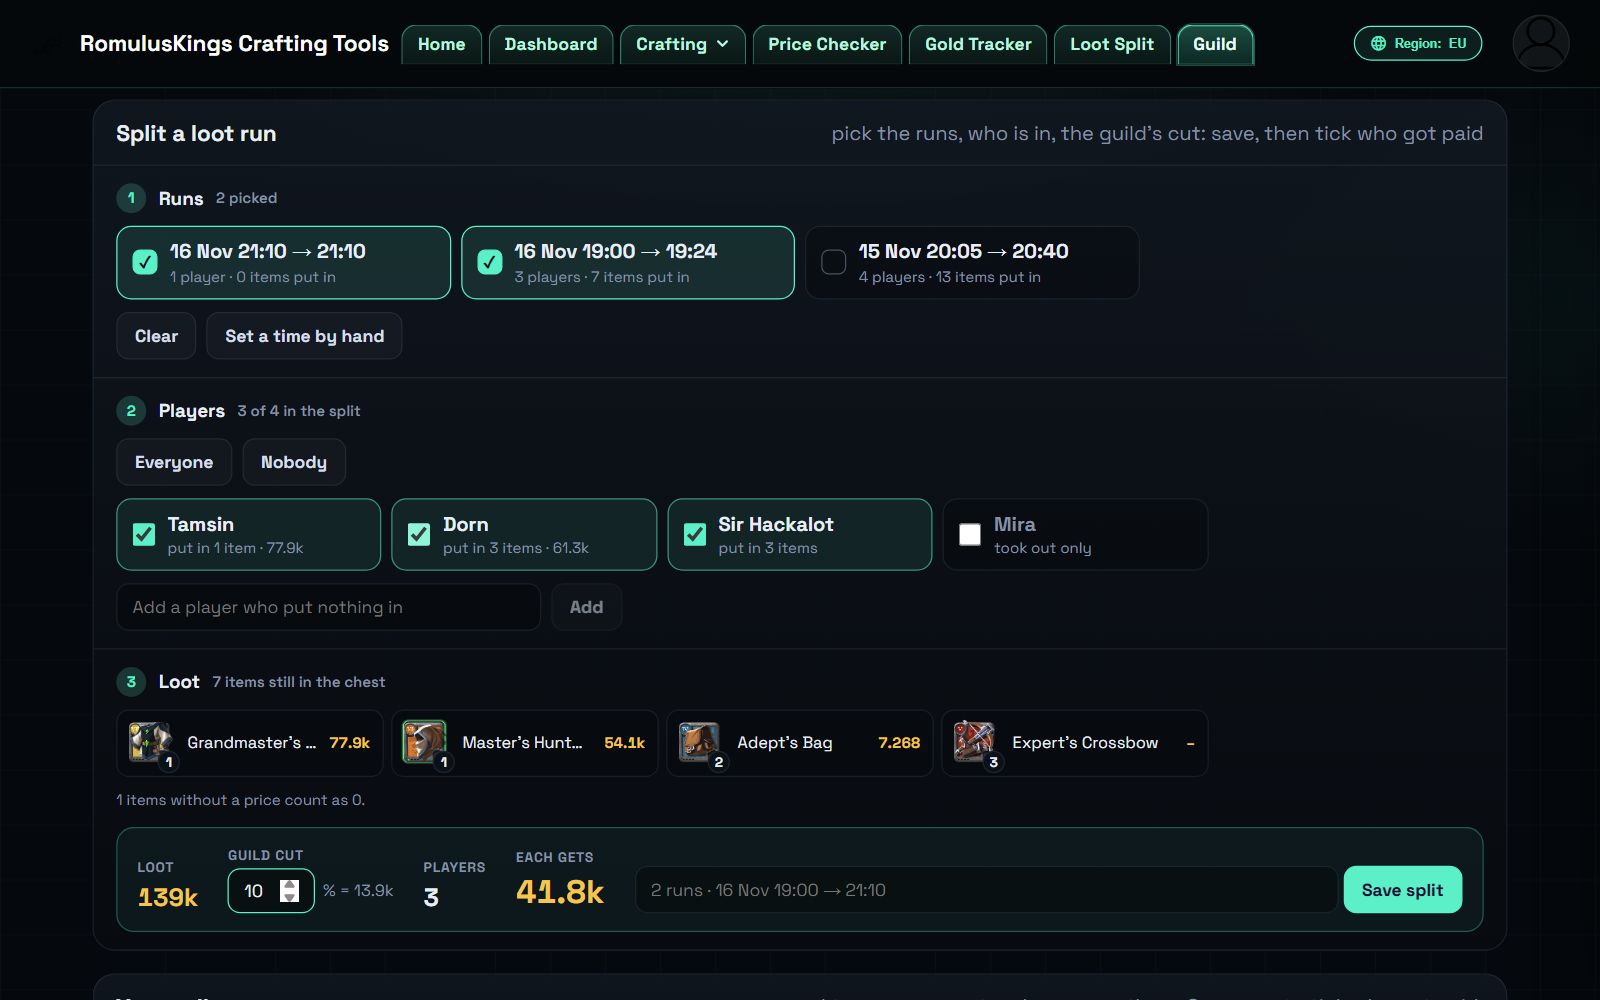 RomulusKings Crafting Tools
Home
Dashboard
Crafting
Price Checker
Gold Tracker
Loot Split
Guild
Region: EU
Split a loot run
pick the runs, who is in, the guild's cut: save, then tick who got paid
1 Runs 2 picked
16 Nov 21:10 → 21:10
1 player · 0 items put in
16 Nov 19:00 → 19:24
3 players · 7 items put in
15 Nov 20:05 → 20:40
4 players · 13 items put in
Clear
Set a time by hand
2 Players 3 of 4 in the split
Everyone
Nobody
Tamsin
put in 1 item · 77.9k
Dorn
put in 3 items · 61.3k
Sir Hackalot
put in 3 items
Mira
took out only
Add a player who put nothing in
Add
3 Loot 7 items still in the chest
1 Grandmaster's ... 77.9k
1 Master's Hunt... 54.1k
2 Adept's Bag 7.268
3 Expert's Crossbow –
1 items without a price count as 0.
LOOT
139k
GUILD CUT
10 % = 13.9k
PLAYERS
3
EACH GETS
41.8k
2 runs · 16 Nov 19:00 → 21:10
Save split